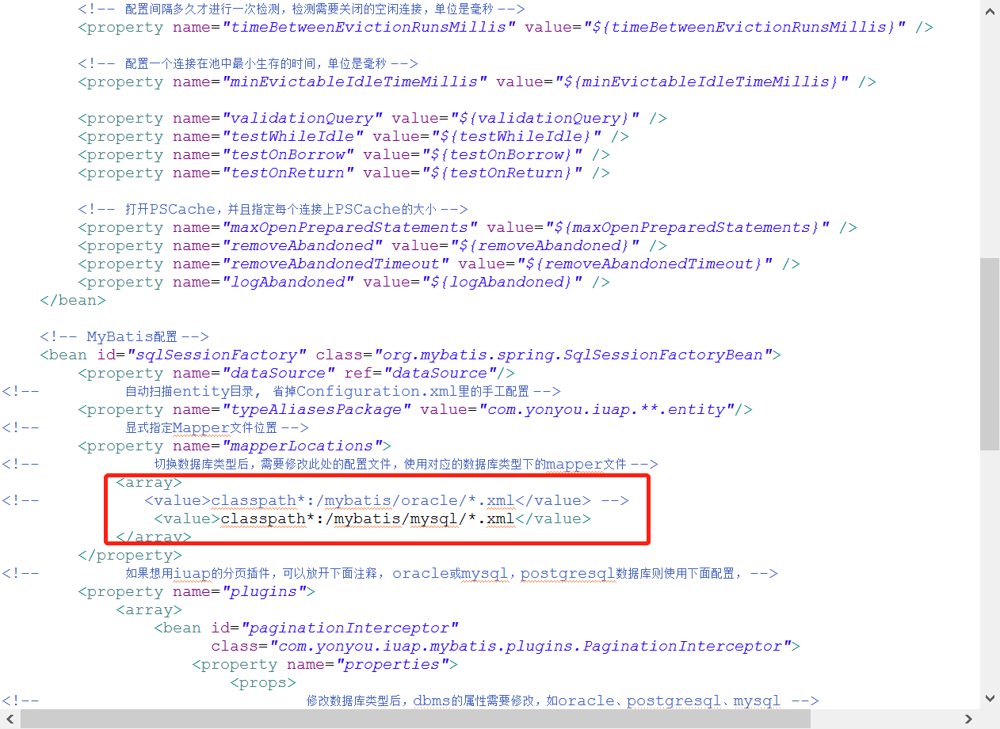 <!-- 配置间隔多久才进行一次检测，检测需要关闭的空闲连接，单位是毫秒 -->
<property name="timeBetweenEvictionRunsMillis" value="${timeBetweenEvictionRunsMillis}" />
<!-- 配置一个连接在池中最小生存的时间，单位是毫秒 -->
<property name="minEvictableIdleTimeMillis" value="${minEvictableIdleTimeMillis}" />
<property name="validationQuery" value="${validationQuery}" />
<property name="testWhileIdle" value="${testWhileIdle}" />
<property name="testOnBorrow" value="${testOnBorrow}" />
<property name="testOnReturn" value="${testOnReturn}" />
<!-- 打开PSCache，并且指定每个连接上PSCache的大小 -->
<property name="maxOpenPreparedStatements" value="${maxOpenPreparedStatements}" />
<property name="removeAbandoned" value="${removeAbandoned}" />
<property name="removeAbandonedTimeout" value="${removeAbandonedTimeout}" />
<property name="logAbandoned" value="${logAbandoned}" />
</bean>
<!-- MyBatis配置 -->
<bean id="sqlSessionFactory" class="org.mybatis.spring.SqlSessionFactoryBean">
<property name="dataSource" ref="dataSource"/>
<!-- 自动扫描entity目录, 省掉Configuration.xml里的手工配置 -->
<property name="typeAliasesPackage" value="com.yonyou.iuap.**.entity"/>
<!-- 显式指定Mapper文件位置 -->
<property name="mapperLocations">
<!-- 切换数据库类型后，需要修改此处的配置文件，使用对应的数据库类型下的mapper文件 -->
<array>
<!-- <value>classpath*:/mybatis/oracle/*.xml</value> -->
<value>classpath*:/mybatis/mysql/*.xml</value>
</array>
</property>
<!-- 如果想用iuap的分页插件，可以放开下面注释，oracle或mysql，postgresql数据库则使用下面配置， -->
<property name="plugins">
<array>
<bean id="paginationInterceptor"
class="com.yonyou.iuap.mybatis.plugins.PaginationInterceptor">
<property name="properties">
<props>
<!-- 修改数据库类型后，dbms的属性需要修改，如oracle、postgresql、mysql -->